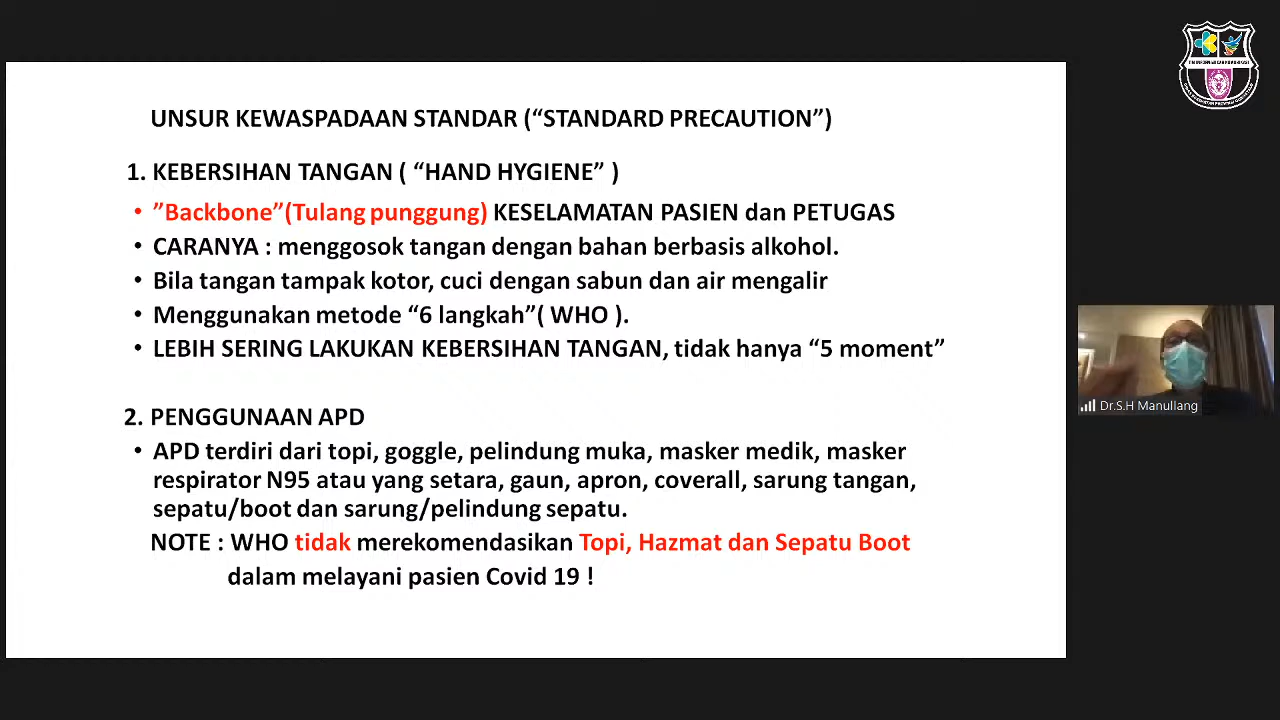 UNSUR KEWASPADAAN STANDAR (“STANDARD PRECAUTION”)
1. KEBERSIHAN TANGAN ( “HAND HYGIENE” )
• ”Backbone”(Tulang punggung) KESELAMATAN PASIEN dan PETUGAS
• CARANYA : menggosok tangan dengan bahan berbasis alkohol.
• Bila tangan tampak kotor, cuci dengan sabun dan air mengalir
• Menggunakan metode “6 langkah”( WHO ).
• LEBIH SERING LAKUKAN KEBERSIHAN TANGAN, tidak hanya “5 moment”
2. PENGGUNAAN APD
• APD terdiri dari topi, goggle, pelindung muka, masker medik, masker
respirator N95 atau yang setara, gaun, apron, coverall, sarung tangan,
sepatu/boot dan sarung/pelindung sepatu.
NOTE : WHO tidak merekomendasikan Topi, Hazmat dan Sepatu Boot
dalam melayani pasien Covid 19 !
Dr.S.H Manullang